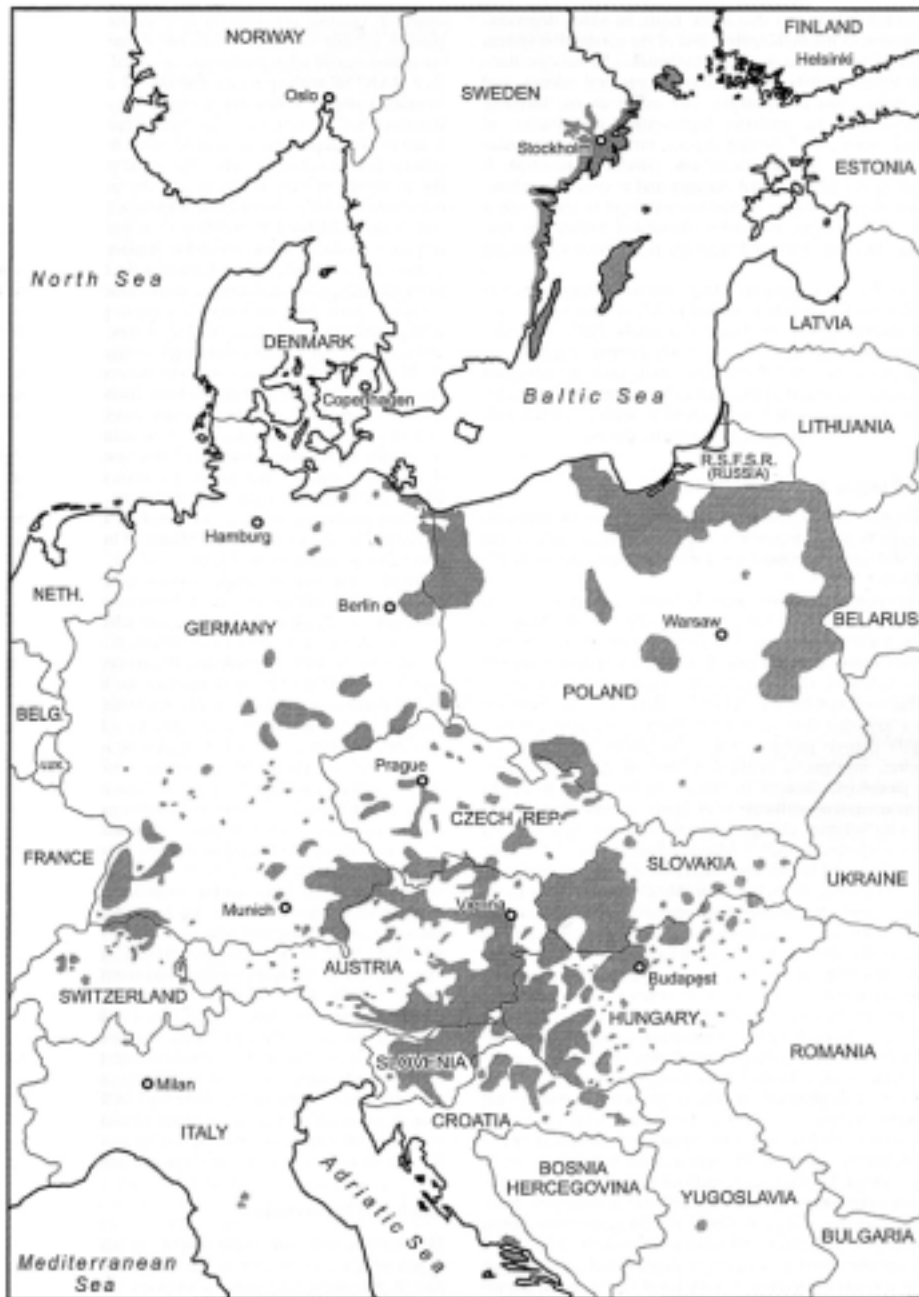 NORWAY
FINLAND
Helsinki
Oslo
SWEDEN
Stockholm
ESTONIA
North Sea
LATVIA
DENMARK
Copenhagen
Baltic Sea
LITHUANIA
R.S.F.S.R.
(RUSSIA)
Hamburg
NETH.
Berlin
GERMANY
Warsaw
BELARUS
POLAND
BELG.
LUX.
Prague
CZECH REP.
FRANCE
SLOVAKIA
UKRAINE
Munich
Vienna
AUSTRIA
Budapest
SWITZERLAND
HUNGARY
ROMANIA
SLOVENIA
Milan
CROATIA
ITALY
BOSNIA
HERCEGOVINA
Adriatic Sea
YUGOSLAVIA
BULGARIA
Mediterranean
Sea